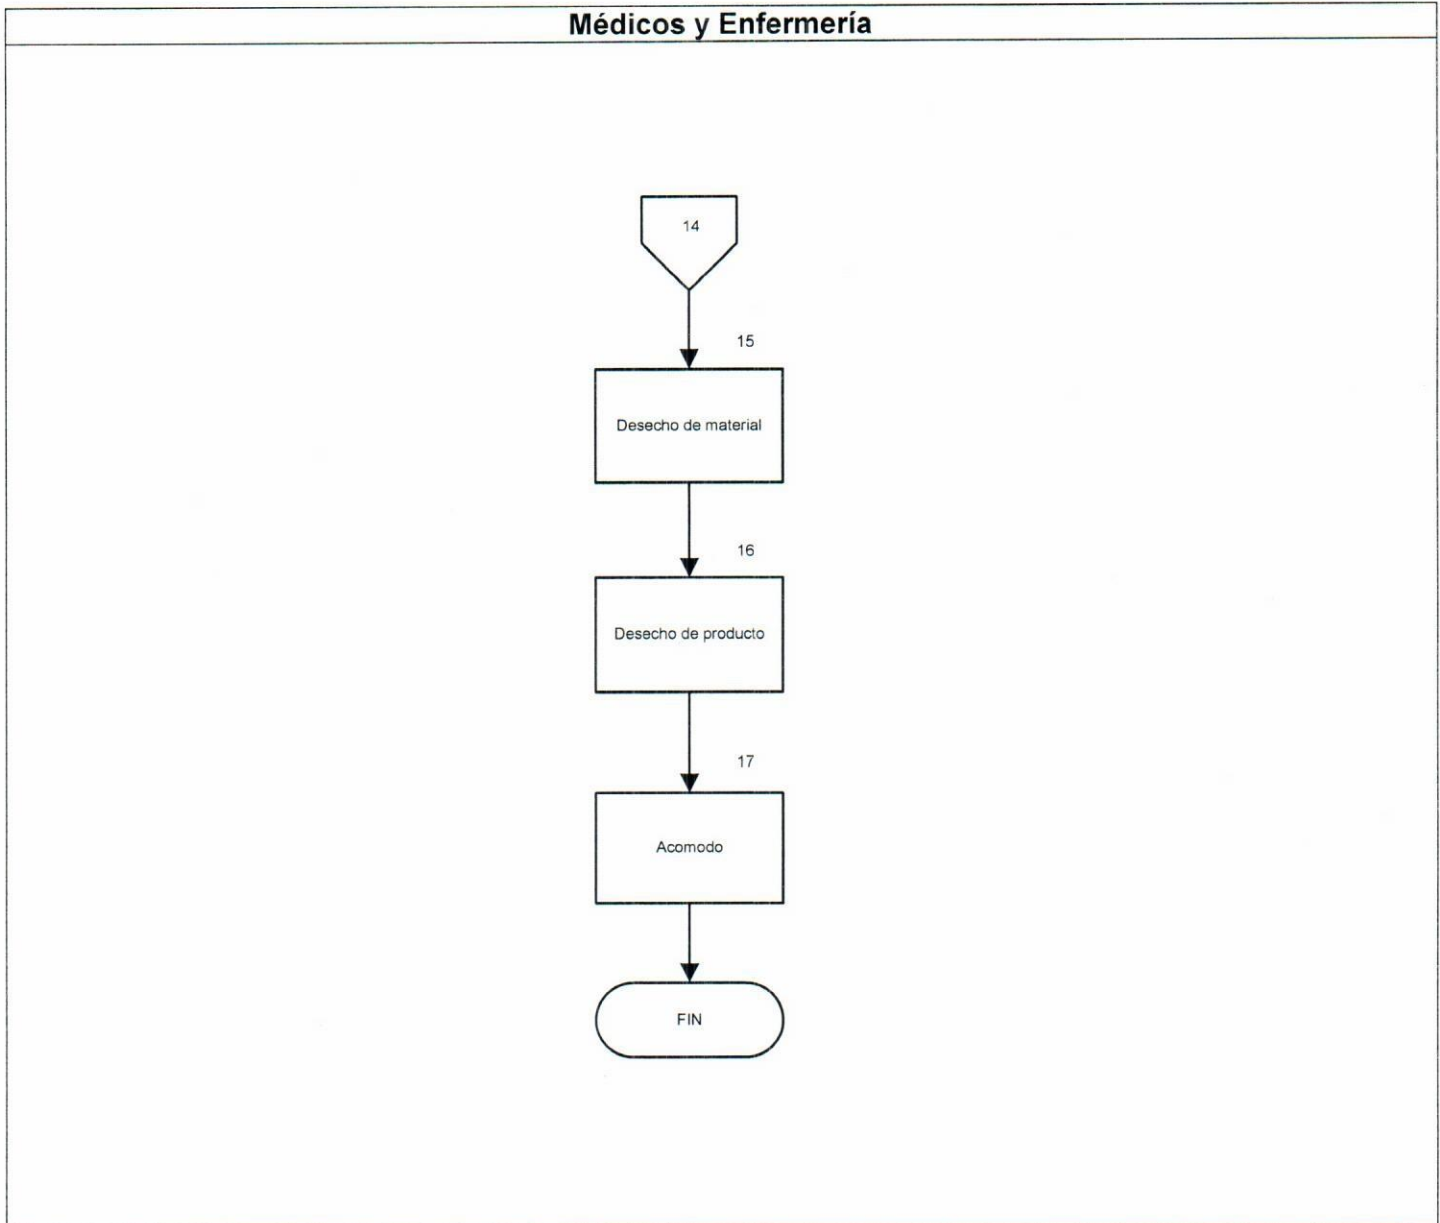 Médicos y Enfermería
14
15
Desecho de material
16
Desecho de producto
17
Acomodo
FIN